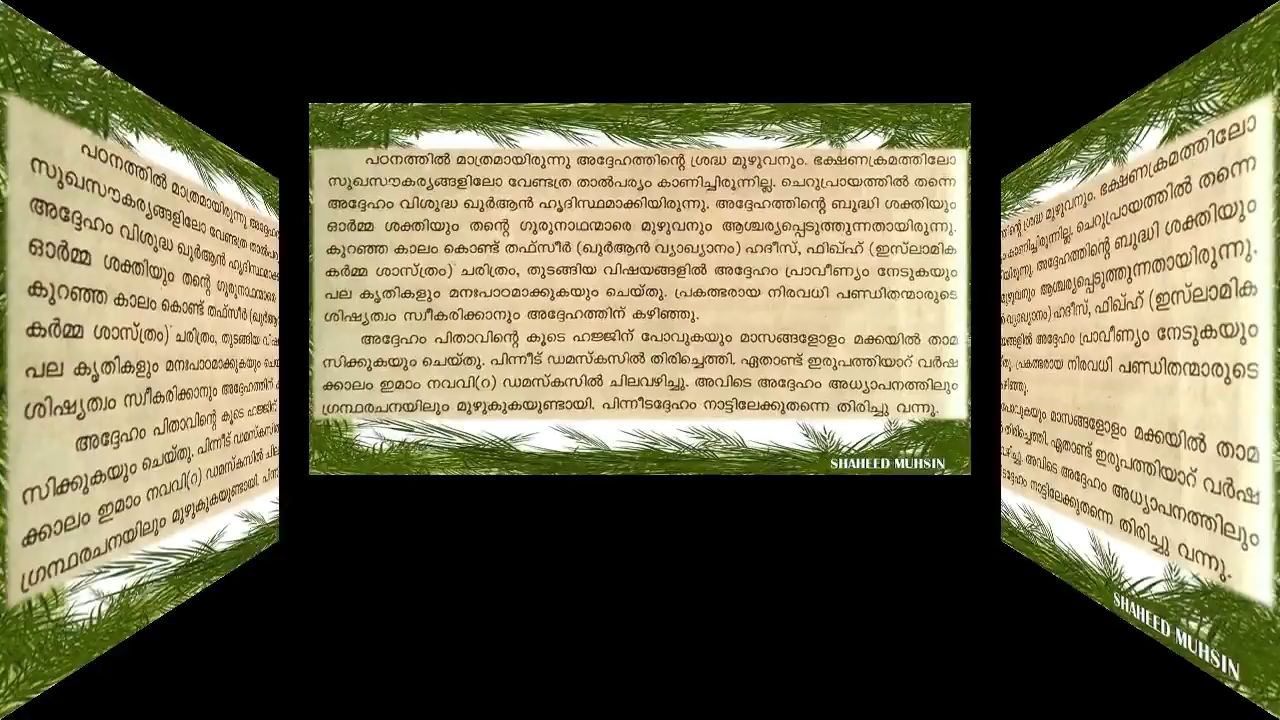 പഠനത്തിൽ മാത്രമായിരുന്നു അദ്ദേഹത്തിന്റെ ശ്രദ്ധ മുഴുവനും. ഭക്ഷണക്രമത്തിലോ
സുഖസൗകര്യങ്ങളിലോ വേണ്ടത്ര താൽപര്യം കാണിച്ചിരുന്നില്ല. ചെറുപ്രായത്തിൽ തന്നെ
അദ്ദേഹം വിശുദ്ധ ഖുർആൻ ഹൃദിസ്ഥമാക്കിയിരുന്നു. അദ്ദേഹത്തിന്റെ ബുദ്ധി ശക്തിയും
ഓർമ്മ ശക്തിയും തന്റെ ഗുരുനാഥന്മാരെ മുഴുവനും ആശ്ചര്യപ്പെടുത്തുന്നതായിരുന്നു.
കുറഞ്ഞ കാലം കൊണ്ട് തഫ്സീർ (ഖുർആൻ വ്യാഖ്യാനം) ഹദീസ്, ഫിഖ്ഹ് (ഇസ്‌ലാമിക
കർമ്മ ശാസ്ത്രം) ചരിത്രം, തുടങ്ങിയ വിഷയങ്ങളിൽ അദ്ദേഹം പ്രാവീണ്യം നേടുകയും
പല കൃതികളും മനഃപാഠമാക്കുകയും ചെയ്തു. പ്രകത്ഭരായ നിരവധി പണ്ഡിതന്മാരുടെ
ശിഷ്യത്വം സ്വീകരിക്കാനും അദ്ദേഹത്തിന് കഴിഞ്ഞു.
അദ്ദേഹം പിതാവിന്റെ കൂടെ ഹജ്ജിന് പോവുകയും മാസങ്ങളോളം മക്കയിൽ താമ
സിക്കുകയും ചെയ്തു. പിന്നീട് ഡമസ്കസിൽ തിരിച്ചെത്തി. ഏതാണ്ട് ഇരുപത്തിയാറ് വർഷ
ക്കാലം ഇമാം നവവി(റ) ഡമസ്കസിൽ ചിലവഴിച്ചു. അവിടെ അദ്ദേഹം അധ്യാപനത്തിലും
ഗ്രന്ഥരചനയിലും മുഴുകുകയുണ്ടായി. പിന്നീടദ്ദേഹം നാട്ടിലേക്കുതന്നെ തിരിച്ചു വന്നു.
SHAHEED MUHSIN